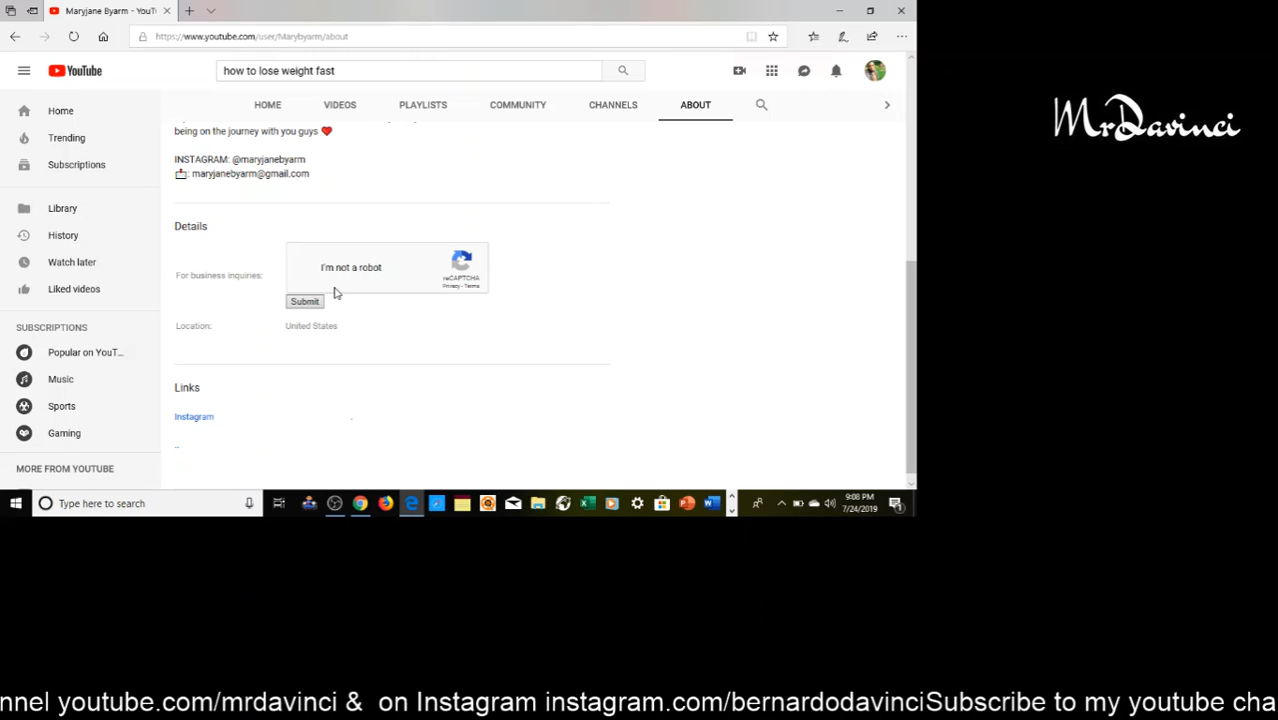 Maryjane Byarm - YouT
https://www.youtube.com/user/Marybyarm/about
YouTube
how to lose weight fast
HOME VIDEOS PLAYLISTS COMMUNITY CHANNELS ABOUT
MrDavinci
Home
Trending
Subscriptions
Library
History
Watch later
Liked videos
SUBSCRIPTIONS
Popular on YouT...
Music
Sports
Gaming
MORE FROM YOUTUBE
being on the journey with you guys
INSTAGRAM: @maryjanebyarm
: maryjanebyarm@gmail.com
Details
For business inquiries:
I'm not a robot
reCAPTCHA
Privacy - Terms
Submit
Location: United States
Links
Instagram
..
Type here to search
9:08 PM
7/24/2019
nnel youtube.com/mrdavinci & on Instagram instagram.com/bernardodavinciSubscribe to my youtube cha